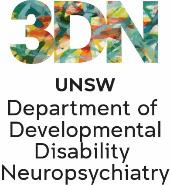 3DN
UNSW
Department of
Developmental
Disability
Neuropsychiatry